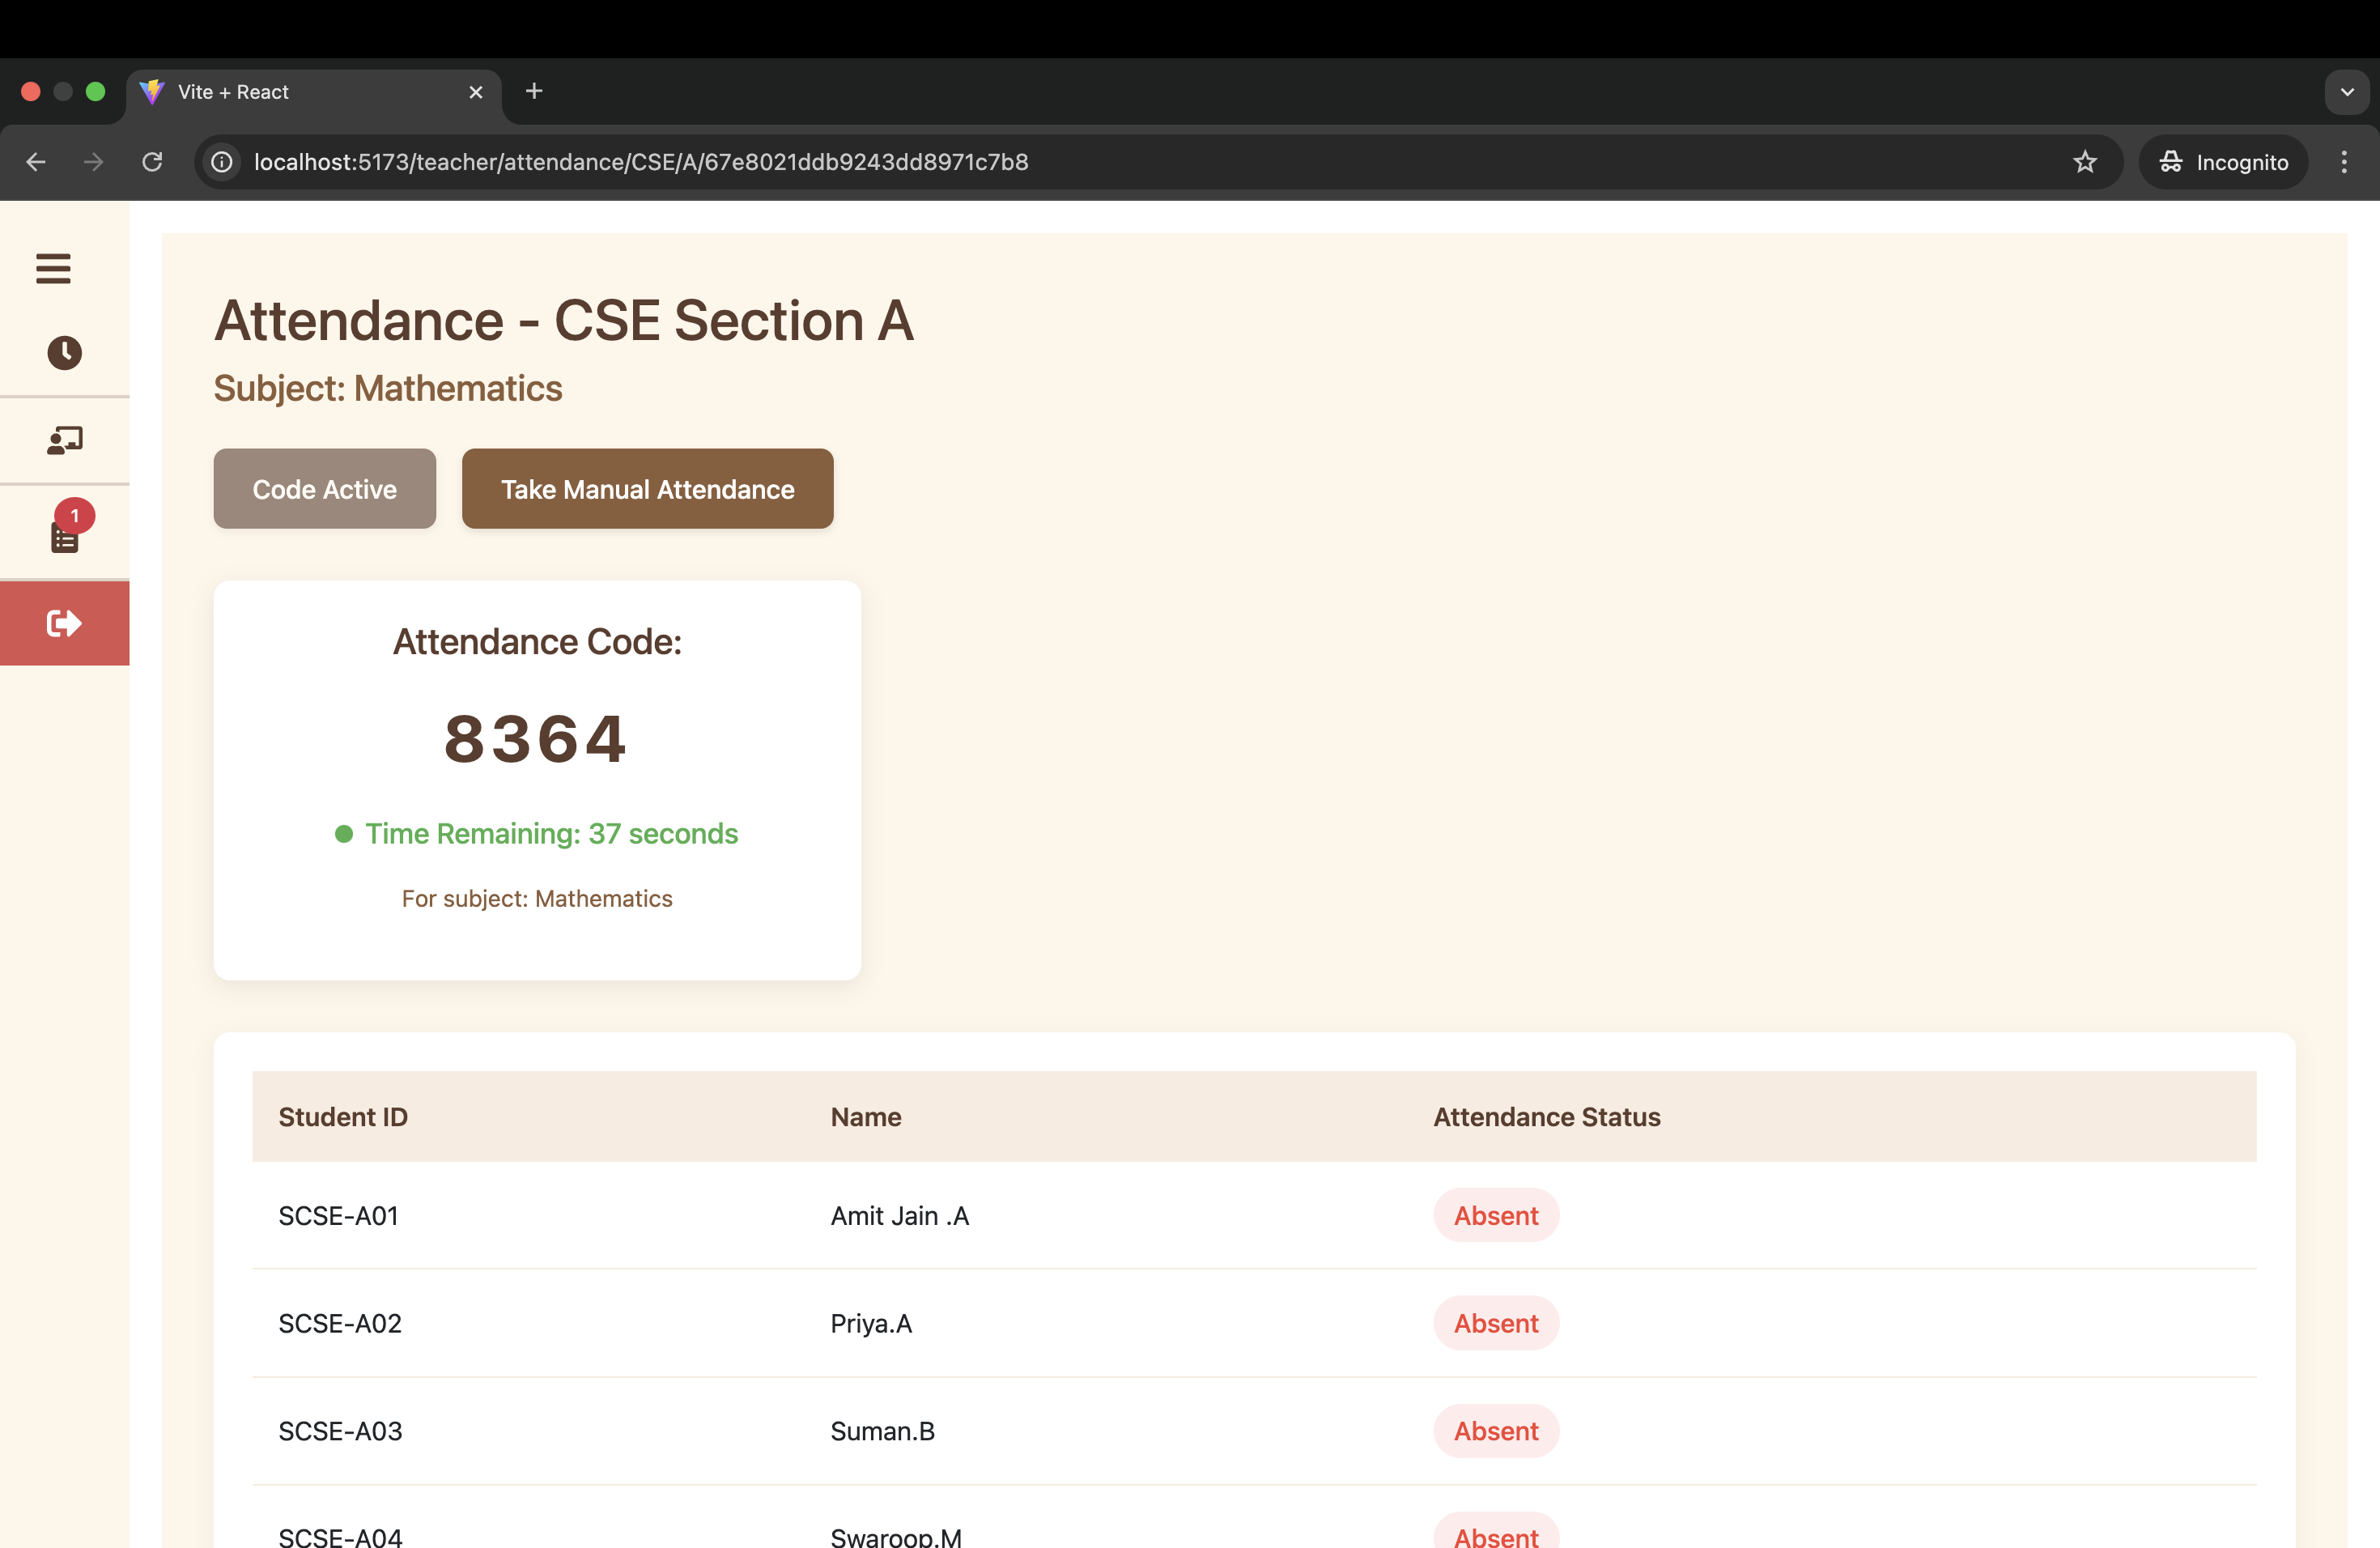 Vite + React
localhost:5173/teacher/attendance/CSE/A/67e8021ddb9243dd8971c7b8
Incognito
Attendance - CSE Section A
Subject: Mathematics
Code Active
Take Manual Attendance
1
Attendance Code:
8364
Time Remaining: 37 seconds
For subject: Mathematics
Student ID Name Attendance Status
SCSE-A01 Amit Jain .A Absent
SCSE-A02 Priya.A Absent
SCSE-A03 Suman.B Absent
SCSE-A04 Swaroop.M Absent